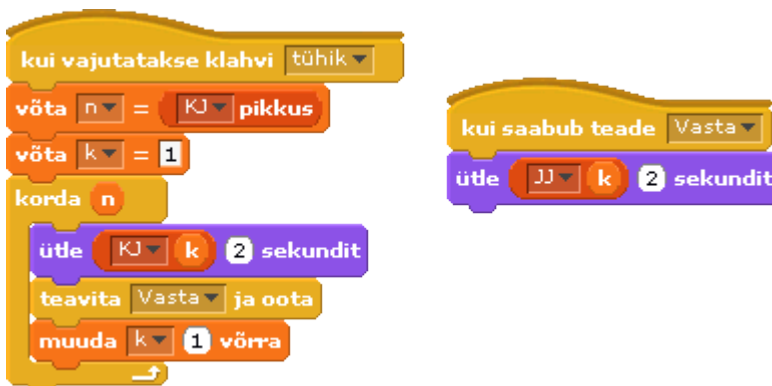 kui vajutatakse klahvi tühik
võta n = KJ pikkus
võta k = 1
korda n
ütle KJ k 2 sekundit
teavita Vasta ja oota
muuda k 1 võrra
kui saabub teade Vasta
ütle JJ k 2 sekundit